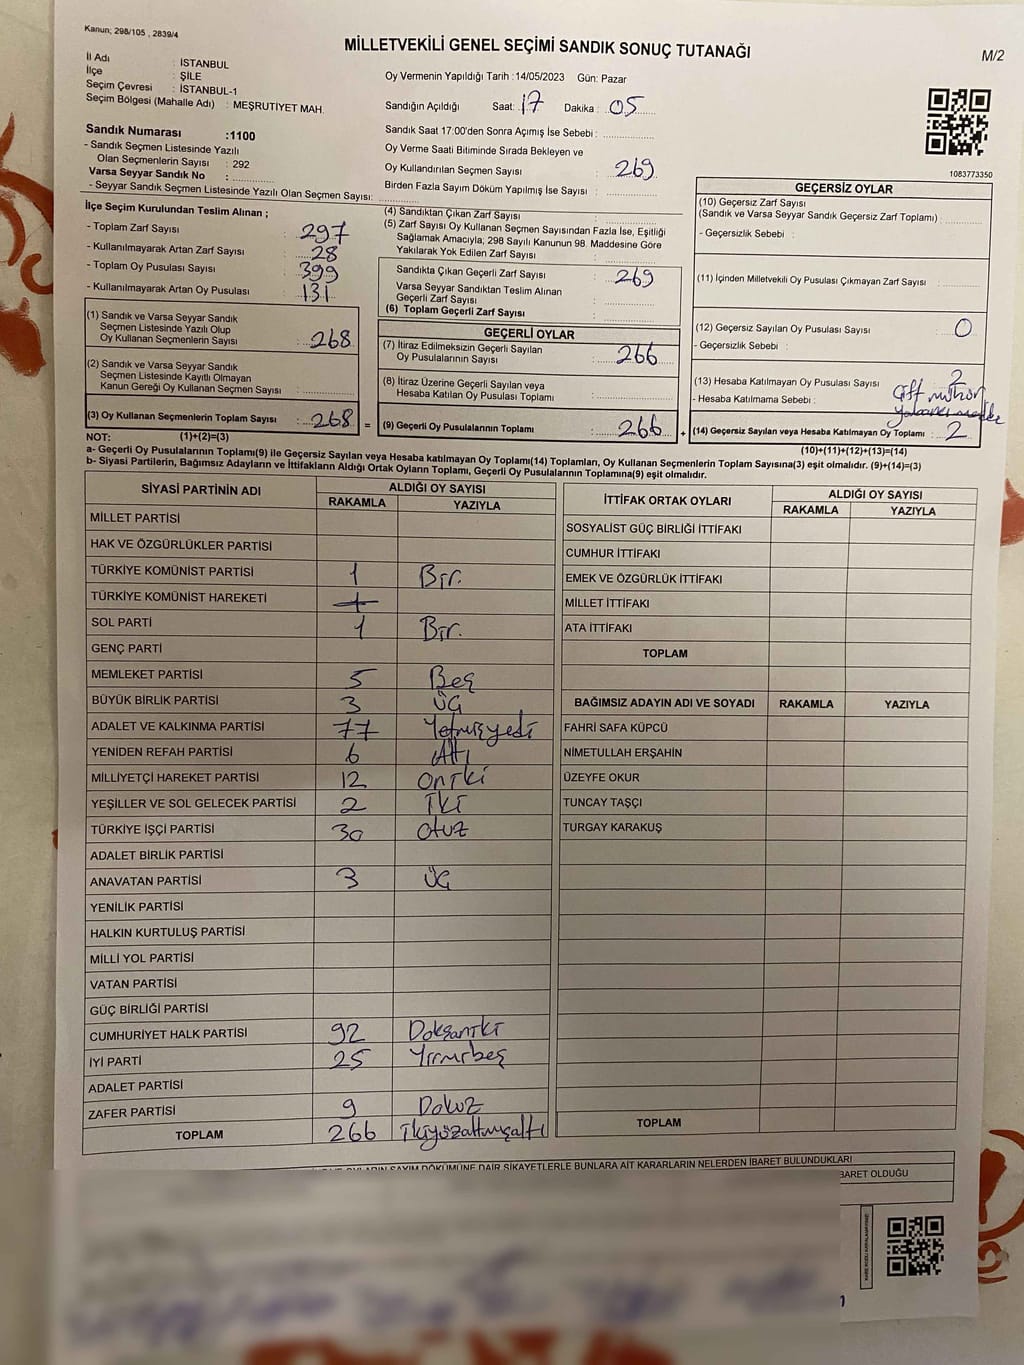 Kanun; 298/105 , 2839/4
MİLLETVEKİLİ GENEL SEÇİMİ SANDIK SONUÇ TUTANAĞI
M/2
İl Adı : İSTANBUL
İlçe : ŞİLE
Seçim Çevresi : İSTANBUL-1
Seçim Bölgesi (Mahalle Adı) : MEŞRUTİYET MAH.
Oy Vermenin Yapıldığı Tarih :14/05/2023 Gün: Pazar
Sandığın Açıldığı Saat: 17 Dakika : 05
Sandık Saat 17:00'den Sonra Açımış İse Sebebi :
Oy Verme Saati Bitiminde Sırada Bekleyen ve
Oy Kullandırılan Seçmen Sayısı : 269
Birden Fazla Sayım Döküm Yapılmış İse Sayısı :
1083773350
Sandık Numarası :1100
- Sandık Seçmen Listesinde Yazılı
Olan Seçmenlerin Sayısı : 292
Varsa Seyyar Sandık No :
- Seyyar Sandık Seçmen Listesinde Yazılı Olan Seçmen Sayısı:
İlçe Seçim Kurulundan Teslim Alınan ;
- Toplam Zarf Sayısı : 297
- Kullanılmayarak Artan Zarf Sayısı : 28
- Toplam Oy Pusulası Sayısı : 399
- Kullanılmayarak Artan Oy Pusulası : 131
(1) Sandık ve Varsa Seyyar Sandık
Seçmen Listesinde Yazılı Olup
Oy Kullanan Seçmenlerin Sayısı : 268
(2) Sandık ve Varsa Seyyar Sandık
Seçmen Listesinde Kayıtlı Olmayan
Kanun Gereği Oy Kullanan Seçmen Sayısı :
(3) Oy Kullanan Seçmenlerin Toplam Sayısı : 268 =
(4) Sandıktan Çıkan Zarf Sayısı :
(5) Zarf Sayısı Oy Kullanan Seçmen Sayısından Fazla İse, Eşitliği
Sağlamak Amacıyla; 298 Sayılı Kanunun 98. Maddesine Göre
Yakılarak Yok Edilen Zarf Sayısı :
Sandıkta Çıkan Geçerli Zarf Sayısı : 269
Varsa Seyyar Sandıktan Teslim Alınan
Geçerli Zarf Sayısı :
(6) Toplam Geçerli Zarf Sayısı :
GEÇERLİ OYLAR
(7) İtiraz Edilmeksizin Geçerli Sayılan
Oy Pusulalarının Sayısı : 266
(8) İtiraz Üzerine Geçerli Sayılan veya
Hesaba Katılan Oy Pusulası Toplamı :
(9) Geçerli Oy Pusulalarının Toplamı : 266 +
GEÇERSİZ OYLAR
(10) Geçersiz Zarf Sayısı
(Sandık ve Varsa Seyyar Sandık Geçersiz Zarf Toplamı) :
- Geçersizlik Sebebi :
(11) İçinden Milletvekili Oy Pusulası Çıkmayan Zarf Sayısı :
(12) Geçersiz Sayılan Oy Pusulası Sayısı : 0
- Geçersizlik Sebebi :
(13) Hesaba Katılmayan Oy Pusulası Sayısı : 2
- Hesaba Katılmama Sebebi : Çift mühür
(14) Geçersiz Sayılan veya Hesaba Katılmayan Oy Toplamı : 2
NOT: (1)+(2)=(3)
(10)+(11)+(12)+(13)=(14)
a- Geçerli Oy Pusulalarının Toplamı(9) ile Geçersiz Sayılan veya Hesaba katılmayan Oy Toplamı(14) Toplamları, Oy Kullanan Seçmenlerin Toplam Sayısına(3) eşit olmalıdır. (9)+(14)=(3)
b- Siyasi Partilerin, Bağımsız Adayların ve İttifakların Aldığı Ortak Oyların Toplamı, Geçerli Oy Pusulalarının Toplamına(9) eşit olmalıdır.
SİYASİ PARTİNİN ADI ALDIĞI OY SAYISI
RAKAMLA YAZIYLA
MİLLET PARTİSİ
HAK VE ÖZGÜRLÜKLER PARTİSİ
TÜRKİYE KOMÜNİST PARTİSİ 1 Bir.
TÜRKİYE KOMÜNİST HAREKETİ
SOL PARTİ 1 Bir.
GENÇ PARTİ
MEMLEKET PARTİSİ 5 Beş
BÜYÜK BİRLİK PARTİSİ 3 Üç
ADALET VE KALKINMA PARTİSİ 77 Yetmişyedi
YENİDEN REFAH PARTİSİ 6 Altı
MİLLİYETÇİ HAREKET PARTİSİ 12 oniki
YEŞİLLER VE SOL GELECEK PARTİSİ 2 İki
TÜRKİYE İŞÇİ PARTİSİ 30 Otuz
ADALET BİRLİK PARTİSİ
ANAVATAN PARTİSİ 3 Üç
YENİLİK PARTİSİ
HALKIN KURTULUŞ PARTİSİ
MİLLİ YOL PARTİSİ
VATAN PARTİSİ
GÜÇ BİRLİĞİ PARTİSİ
CUMHURİYET HALK PARTİSİ 92 Doksaniki
İYİ PARTİ 25 Yirmibeş
ADALET PARTİSİ
ZAFER PARTİSİ 9 Dokuz
TOPLAM 266 İkiyüzaltmışaltı
İTTİFAK ORTAK OYLARI ALDIĞI OY SAYISI
RAKAMLA YAZIYLA
SOSYALİST GÜÇ BİRLİĞİ İTTİFAKI
CUMHUR İTTİFAKI
EMEK VE ÖZGÜRLÜK İTTİFAKI
MİLLET İTTİFAKI
ATA İTTİFAKI
TOPLAM
BAĞIMSIZ ADAYIN ADI VE SOYADI RAKAMLA YAZIYLA
FAHRİ SAFA KÜPCÜ
NİMETULLAH ERŞAHİN
ÜZEYFE OKUR
TUNCAY TAŞÇI
TURGAY KARAKUŞ
TOPLAM
SAYIM DÖKÜMÜNE DAİR ŞİKAYETLERLE BUNLARA AİT KARARLARIN NELERDEN İBARET BULUNDUKLARI
BARET OLDUĞU